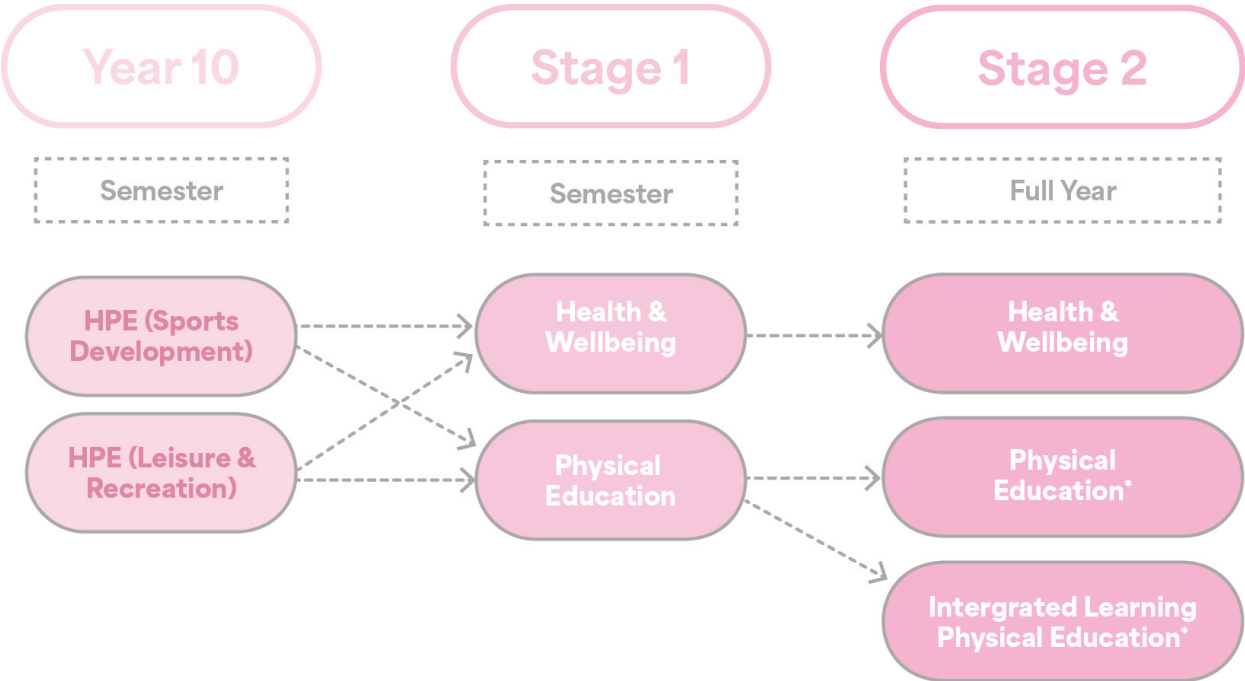 Year 10
Stage 1
Stage 2
Semester
Semester
Full Year
HPE (Sports
Development)
Health &
Wellbeing
Health &
Wellbeing
HPE (Leisure &
Recreation)
Physical
Education
Physical
Education*
Intergrated Learning
Physical Education*